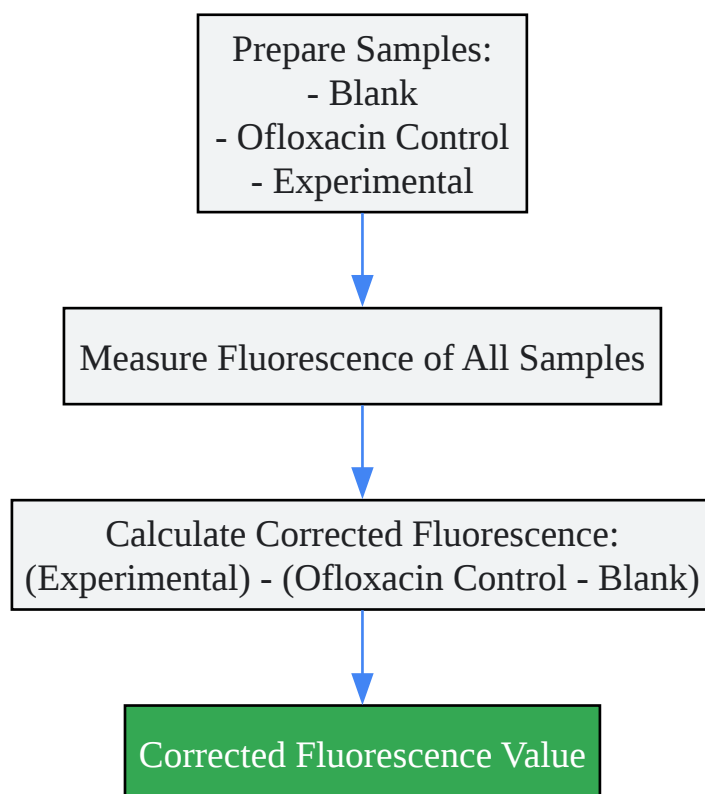 Prepare Samples:
- Blank
- Ofloxacin Control
- Experimental
Measure Fluorescence of All Samples
Calculate Corrected Fluorescence:
(Experimental) - (Ofloxacin Control - Blank)
Corrected Fluorescence Value